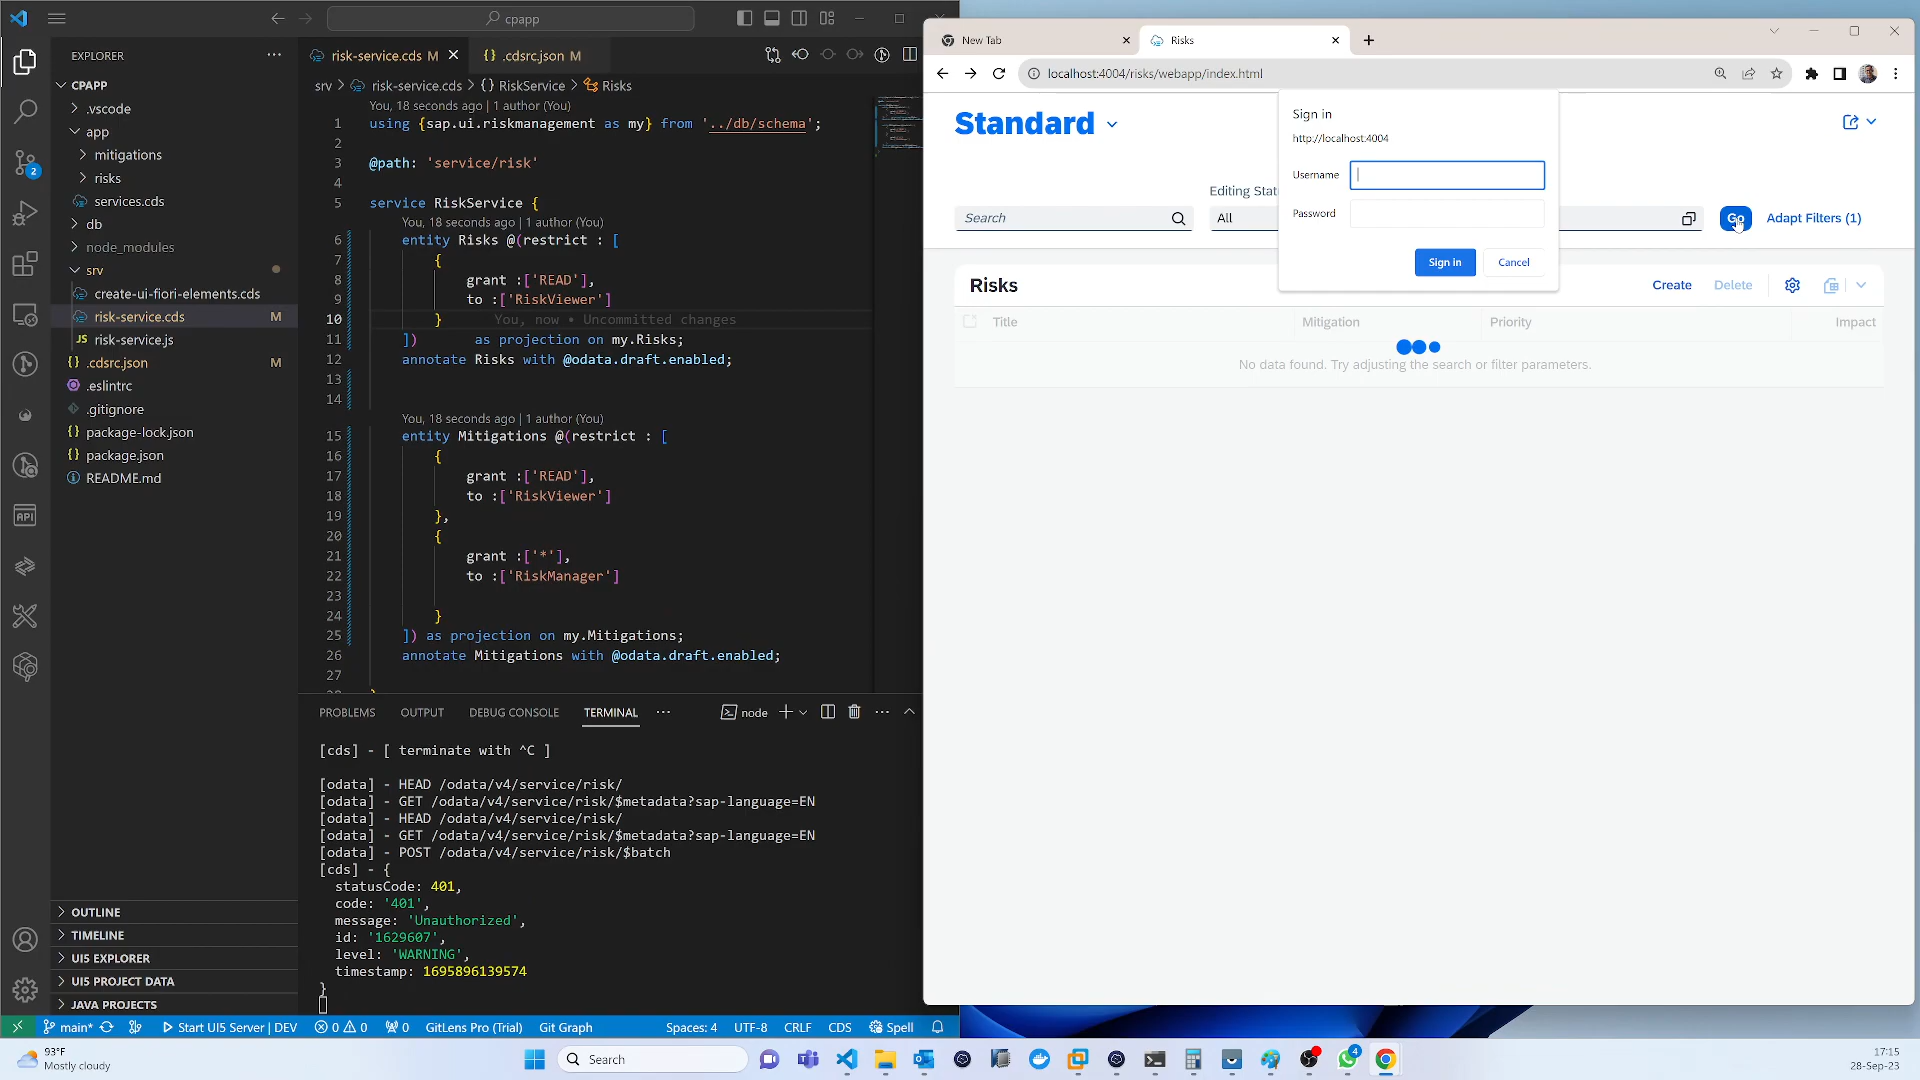 cpapp
EXPLORER
CPAPP
.vscode
app
mitigations
risks
services.cds
db
node_modules
srv
create-ui-fiori-elements.cds
risk-service.cds M
risk-service.js
.cdsrc.json M
.eslintrc
.gitignore
package-lock.json
package.json
README.md
OUTLINE
TIMELINE
UI5 EXPLORER
UI5 PROJECT DATA
JAVA PROJECTS
2
API
risk-service.cds M
.cdsrc.json M
srv > risk-service.cds > {} RiskService > Risks
You, 18 seconds ago | 1 author (You)
1 using {sap.ui.riskmanagement as my} from '../db/schema';
2
3 @path: 'service/risk'
4
5 service RiskService {
You, 18 seconds ago | 1 author (You)
6 entity Risks @(restrict : [
7 {
8 grant :['READ'],
9 to :['RiskViewer']
10 } You, now • Uncommitted changes
11 ]) as projection on my.Risks;
12 annotate Risks with @odata.draft.enabled;
13
14
You, 18 seconds ago | 1 author (You)
15 entity Mitigations @(restrict : [
16 {
17 grant :['READ'],
18 to :['RiskViewer']
19 },
20 {
21 grant :['*'],
22 to :['RiskManager']
23
24 }
25 ]) as projection on my.Mitigations;
26 annotate Mitigations with @odata.draft.enabled;
27
PROBLEMS OUTPUT DEBUG CONSOLE TERMINAL node
[cds] - [ terminate with ^C ]
[odata] - HEAD /odata/v4/service/risk/
[odata] - GET /odata/v4/service/risk/$metadata?sap-language=EN
[odata] - HEAD /odata/v4/service/risk/
[odata] - GET /odata/v4/service/risk/$metadata?sap-language=EN
[odata] - POST /odata/v4/service/risk/$batch
[cds] - {
statusCode: 401,
code: '401',
message: 'Unauthorized',
id: '1629607',
level: 'WARNING',
timestamp: 1695896139574
}
main* Start UI5 Server | DEV 0 0 0 GitLens Pro (Trial) Git Graph Spaces: 4 UTF-8 CRLF CDS Spell
New Tab
Risks
localhost:4004/risks/webapp/index.html
Standard
Sign in
http://localhost:4004
Username
Password
Sign in
Cancel
Editing Stat
Search
All
Go
Adapt Filters (1)
Risks
Create
Delete
Title
Mitigation
Priority
Impact
No data found. Try adjusting the search or filter parameters.
93°F
Mostly cloudy
Search
4
17:15
28-Sep-23